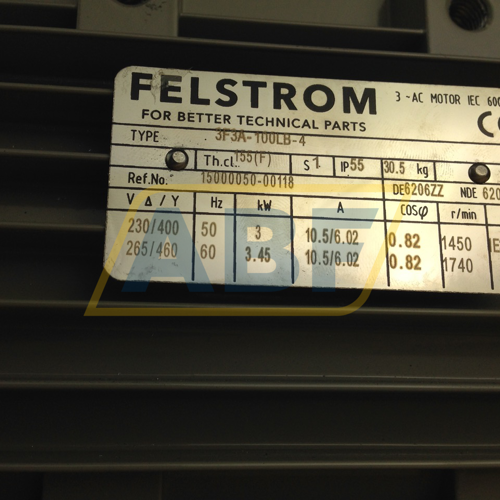 FELSTROM 3~AC MOTOR IEC 600
FOR BETTER TECHNICAL PARTS
TYPE 3F3A-100LB-4
Th.cl. 155(F) S1 IP55 30.5 kg
Ref.No. 15000050-00118 DE6206ZZ NDE 620
V Δ / Y Hz kW A COSφ r/min
230/400 50 3 10.5/6.02 0.82 1450
265/460 60 3.45 10.5/6.02 0.82 1740
ABF